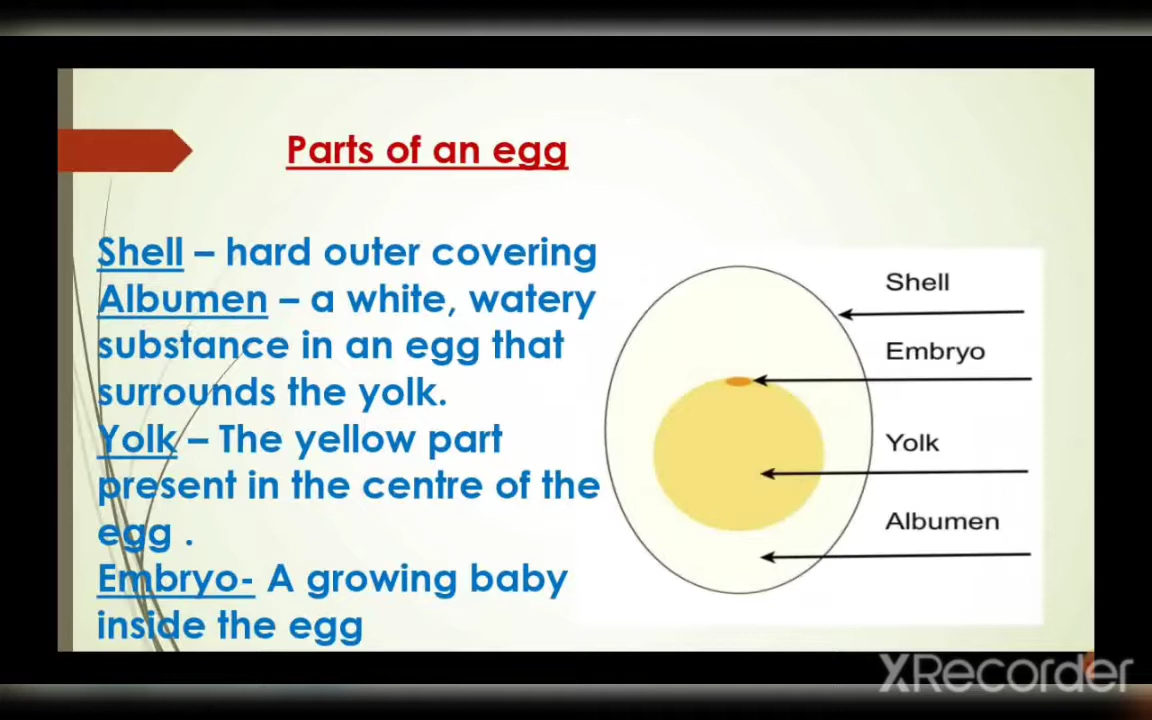 Parts of an egg
Shell – hard outer covering
Albumen – a white, watery
substance in an egg that
surrounds the yolk.
Yolk – The yellow part
present in the centre of the
egg .
Embryo- A growing baby
inside the egg
Shell
Embryo
Yolk
Albumen
XRecorder